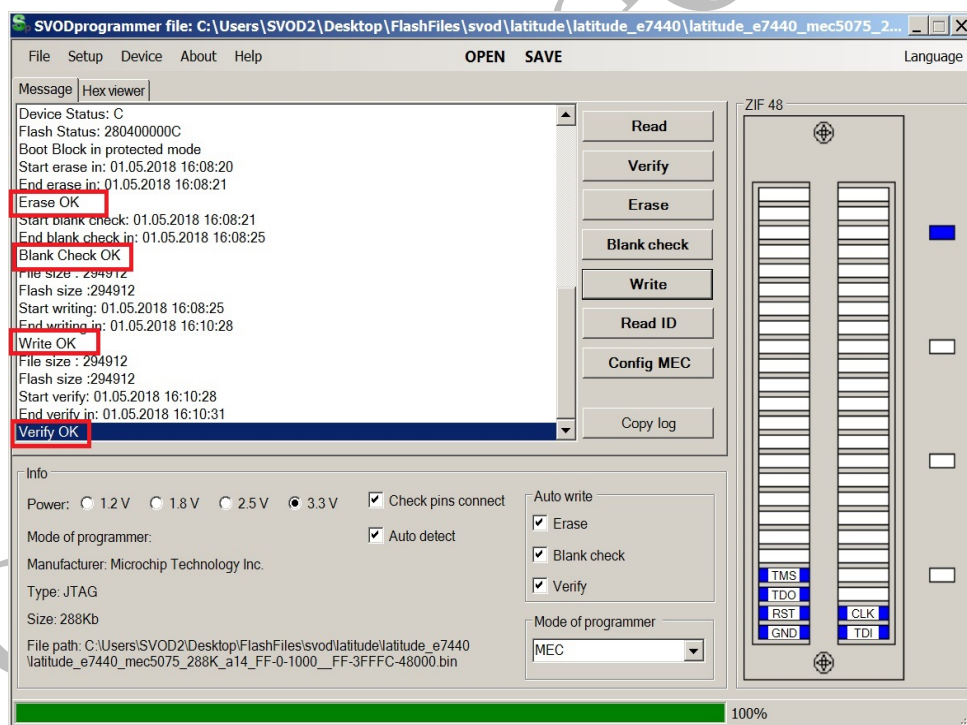 SVODprogrammer file: C:\Users\SVOD2\Desktop\FlashFiles\svod\latitude\latitude_e7440\latitude_e7440_mec5075_2...
File Setup Device About Help OPEN SAVE Language
Message Hex viewer
Device Status: C
Flash Status: 280400000C
Boot Block in protected mode
Start erase in: 01.05.2018 16:08:20
End erase in: 01.05.2018 16:08:21
Erase OK
Start blank check: 01.05.2018 16:08:21
End blank check in: 01.05.2018 16:08:25
Blank Check OK
File size : 294912
Flash size :294912
Start writing: 01.05.2018 16:08:25
End writing in: 01.05.2018 16:10:28
Write OK
File size : 294912
Flash size :294912
Start verify: 01.05.2018 16:10:28
End verify in: 01.05.2018 16:10:31
Verify OK
Read
Verify
Erase
Blank check
Write
Read ID
Config MEC
Copy log
ZIF 48
TMS
TDO
RST CLK
GND TDI
Info
Power: 1.2 V 1.8 V 2.5 V 3.3 V
Check pins connect
Auto detect
Mode of programmer:
Manufacturer: Microchip Technology Inc.
Type: JTAG
Size: 288Kb
File path: C:\Users\SVOD2\Desktop\FlashFiles\svod\latitude\latitude_e7440
\latitude_e7440_mec5075_288K_a14_FF-0-1000__FF-3FFFC-48000.bin
Auto write
Erase
Blank check
Verify
Mode of programmer
MEC
100%